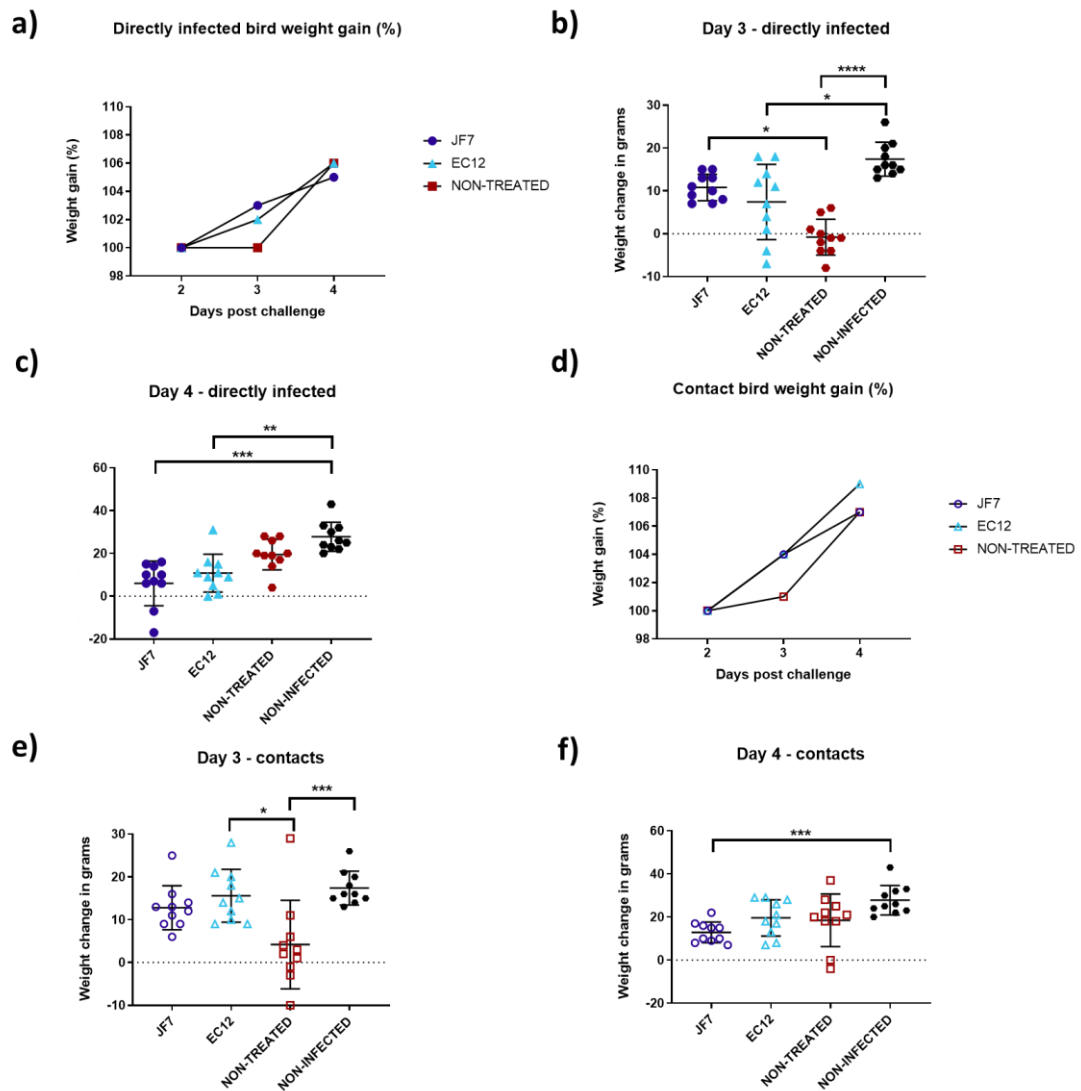 a)
Directly infected bird weight gain (%)
110
108
106
104
102
100
98
Weight gain (%)
2
3
4
Days post challenge
JF7
EC12
NON-TREATED
b)
Day 3 - directly infected
****
*
*
30
20
10
0
-10
Weight change in grams
JF7
EC12
NON-TREATED
NON-INFECTED
c)
Day 4 - directly infected
**
***
60
40
20
0
-20
Weight change in grams
JF7
EC12
NON-TREATED
NON-INFECTED
d)
Contact bird weight gain (%)
110
108
106
104
102
100
98
Weight gain (%)
2
3
4
Days post challenge
JF7
EC12
NON-TREATED
e)
Day 3 - contacts
***
*
30
20
10
0
-10
Weight change in grams
JF7
EC12
NON-TREATED
NON-INFECTED
f)
Day 4 - contacts
***
60
40
20
0
-20
Weight change in grams
JF7
EC12
NON-TREATED
NON-INFECTED